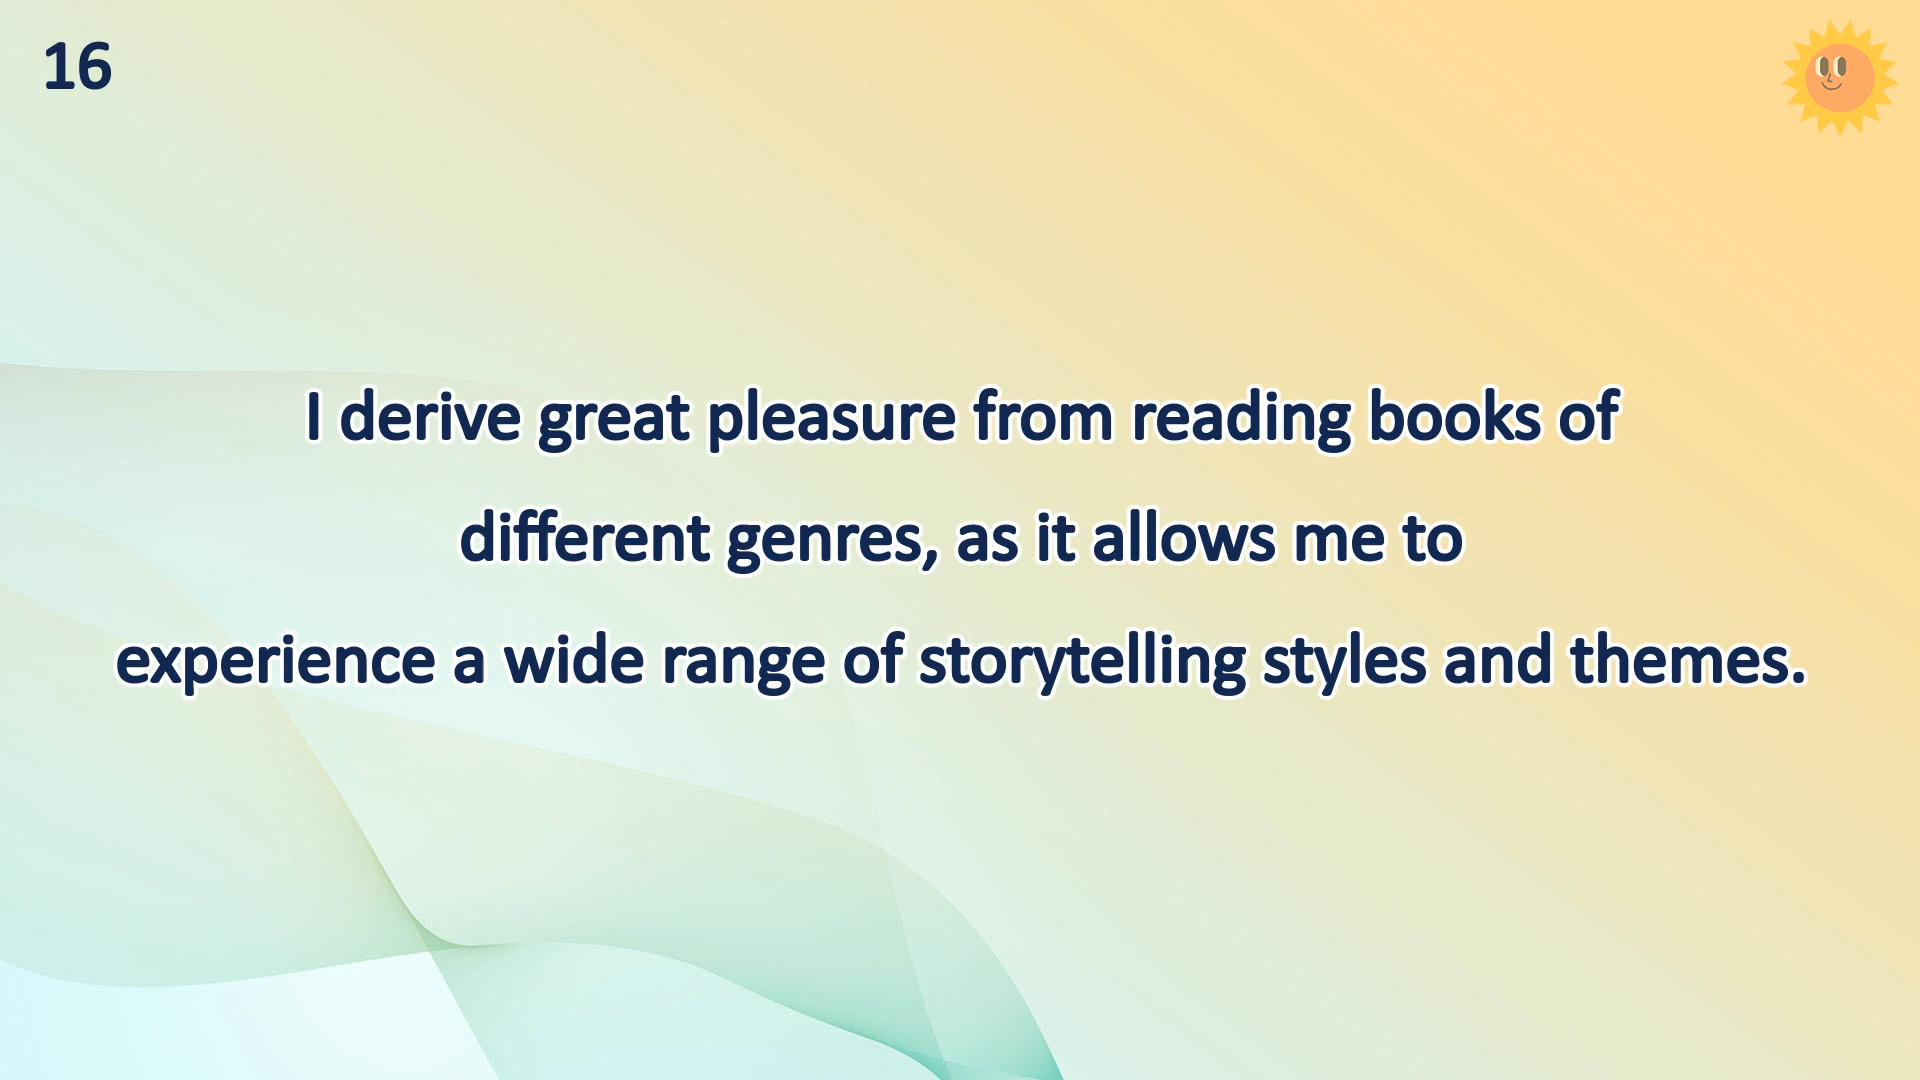 16
I derive great pleasure from reading books of
different genres, as it allows me to
experience a wide range of storytelling styles and themes.